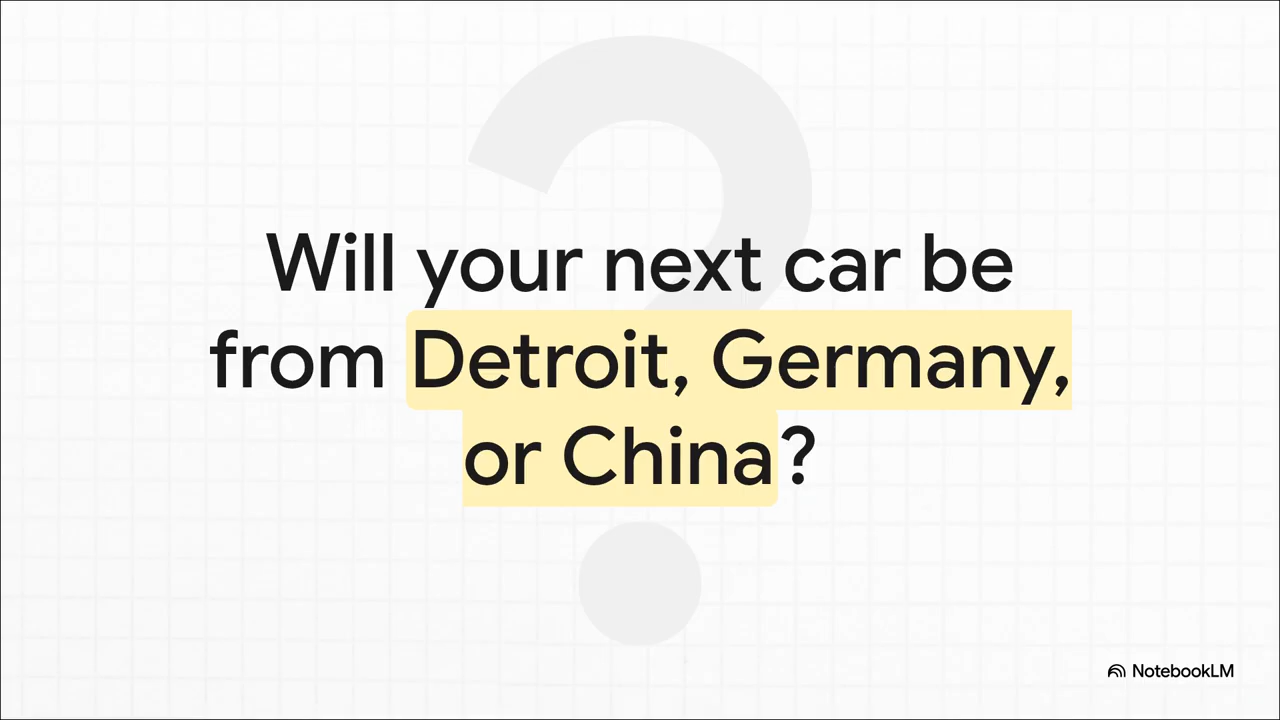 Will your next car be
from Detroit, Germany,
or China?
NotebookLM